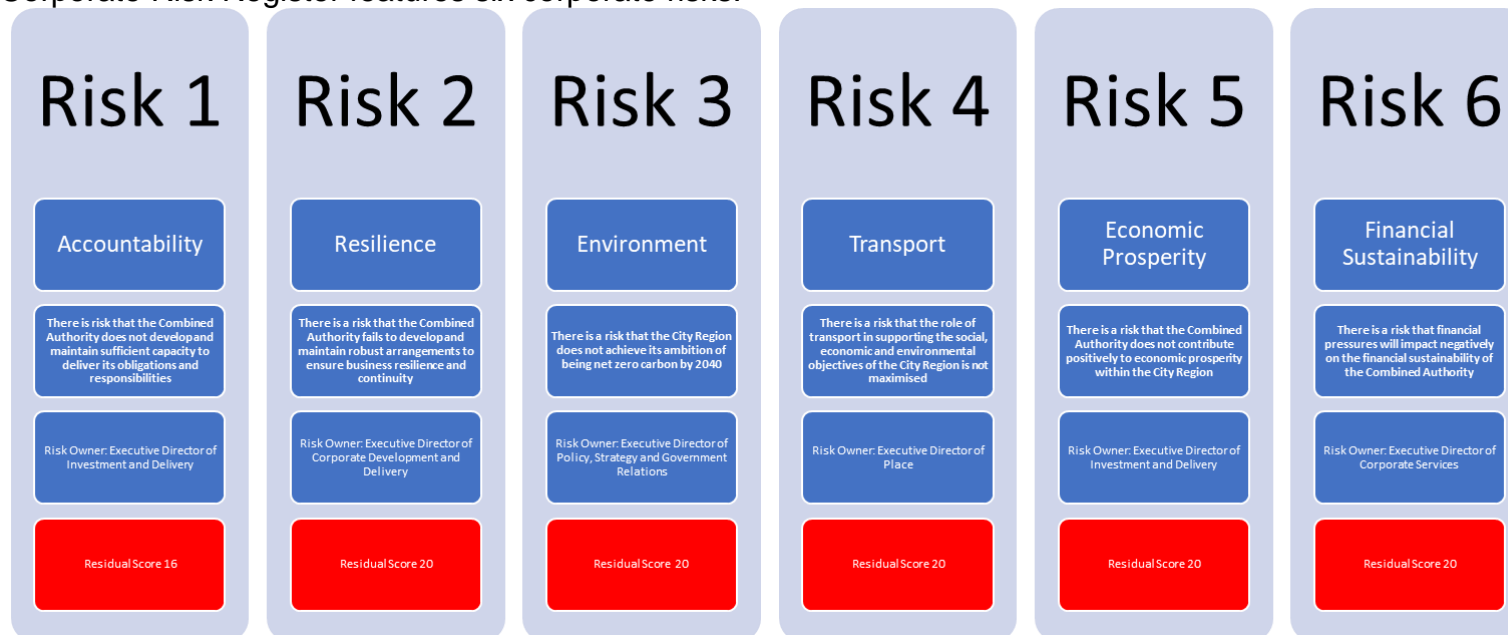 Corporate Risk Register features six corporate risks.
Risk 1
Accountability
There is risk that the Combined
Authority does not develop and
maintain sufficient capacity to
deliver its obligations and
responsibilities
Risk Owner: Executive Director of
Investment and Delivery
Residual Score 16
Risk 2
Resilience
There is a risk that the Combined
Authority fails to develop and
maintain robust arrangements to
ensure business resilience and
continuity
Risk Owner: Executive Director of
Corporate Development and
Delivery
Residual Score 20
Risk 3
Environment
There is a risk that the City Region
does not achieve its ambition of
being net zero carbon by 2040
Risk Owner: Executive Director of
Policy, Strategy and Government
Relations
Residual Score 20
Risk 4
Transport
There is a risk that the role of
transport in supporting the social,
economic and environmental
objectives of the City Region is not
maximised
Risk Owner: Executive Director of
Place
Residual Score 20
Risk 5
Economic
Prosperity
There is a risk that the Combined
Authority does not contribute
positively to economic prosperity
within the City Region
Risk Owner: Executive Director of
Investment and Delivery
Residual Score 20
Risk 6
Financial
Sustainability
There is a risk that financial
pressures will impact negatively
on the financial sustainability of
the Combined Authority
Risk Owner: Executive Director of
Corporate Services
Residual Score 20